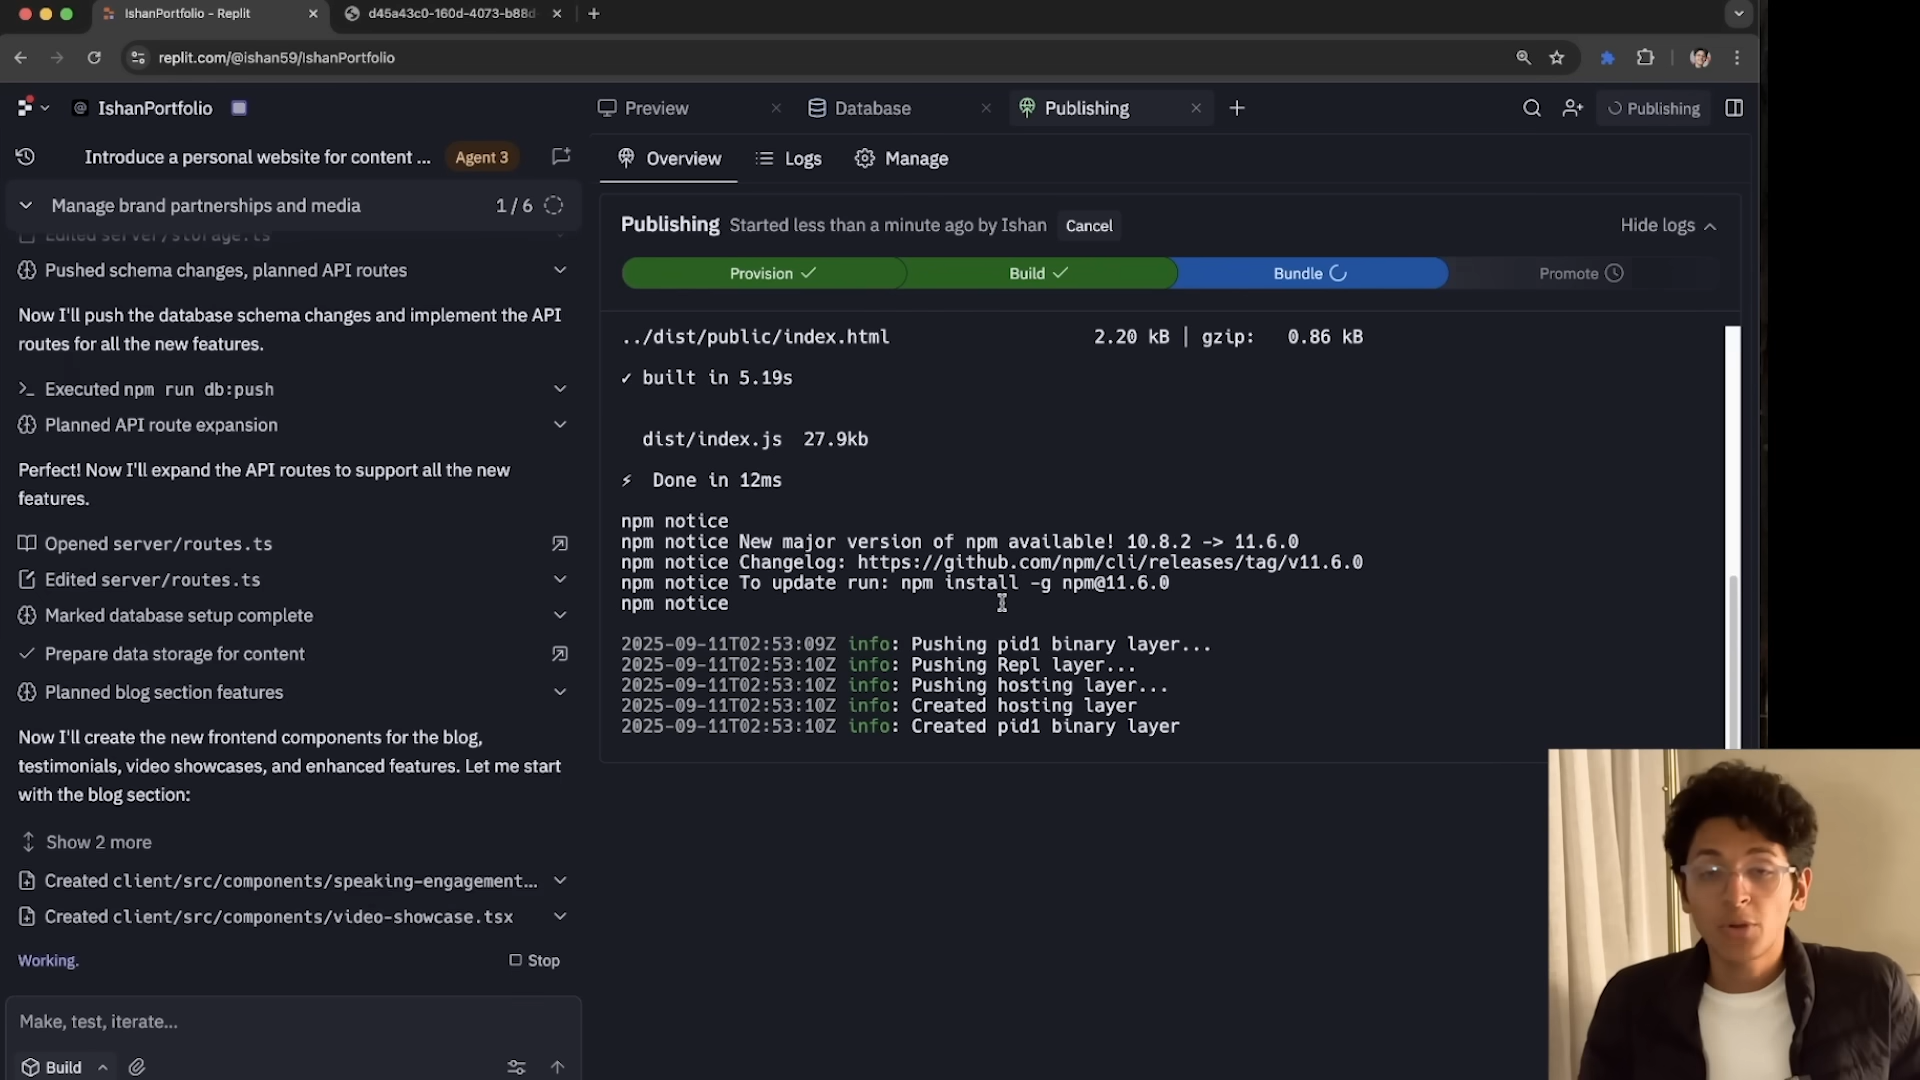 IshanPortfolio - Replit
d45a43c0-160d-4073-b88d-
replit.com/@ishan59/IshanPortfolio
IshanPortfolio
Preview
Database
Publishing
Publishing
Introduce a personal website for content ...
Agent 3
Overview
Logs
Manage
Manage brand partnerships and media
1 / 6
Publishing Started less than a minute ago by Ishan
Cancel
Hide logs
Provision ✓
Build ✓
Bundle
Promote
Edited server/storage.ts
Pushed schema changes, planned API routes
Now I'll push the database schema changes and implement the API
routes for all the new features.
Executed npm run db:push
Planned API route expansion
Perfect! Now I'll expand the API routes to support all the new
features.
Opened server/routes.ts
Edited server/routes.ts
Marked database setup complete
Prepare data storage for content
Planned blog section features
Now I'll create the new frontend components for the blog,
testimonials, video showcases, and enhanced features. Let me start
with the blog section:
Show 2 more
Created client/src/components/speaking-engagement...
Created client/src/components/video-showcase.tsx
Working.
Stop
Make, test, iterate...
Build
../dist/public/index.html 2.20 kB | gzip: 0.86 kB
✓ built in 5.19s
dist/index.js 27.9kb
⚡ Done in 12ms
npm notice
npm notice New major version of npm available! 10.8.2 -> 11.6.0
npm notice Changelog: https://github.com/npm/cli/releases/tag/v11.6.0
npm notice To update run: npm install -g npm@11.6.0
npm notice
2025-09-11T02:53:09Z info: Pushing pid1 binary layer...
2025-09-11T02:53:10Z info: Pushing Repl layer...
2025-09-11T02:53:10Z info: Pushing hosting layer...
2025-09-11T02:53:10Z info: Created hosting layer
2025-09-11T02:53:10Z info: Created pid1 binary layer